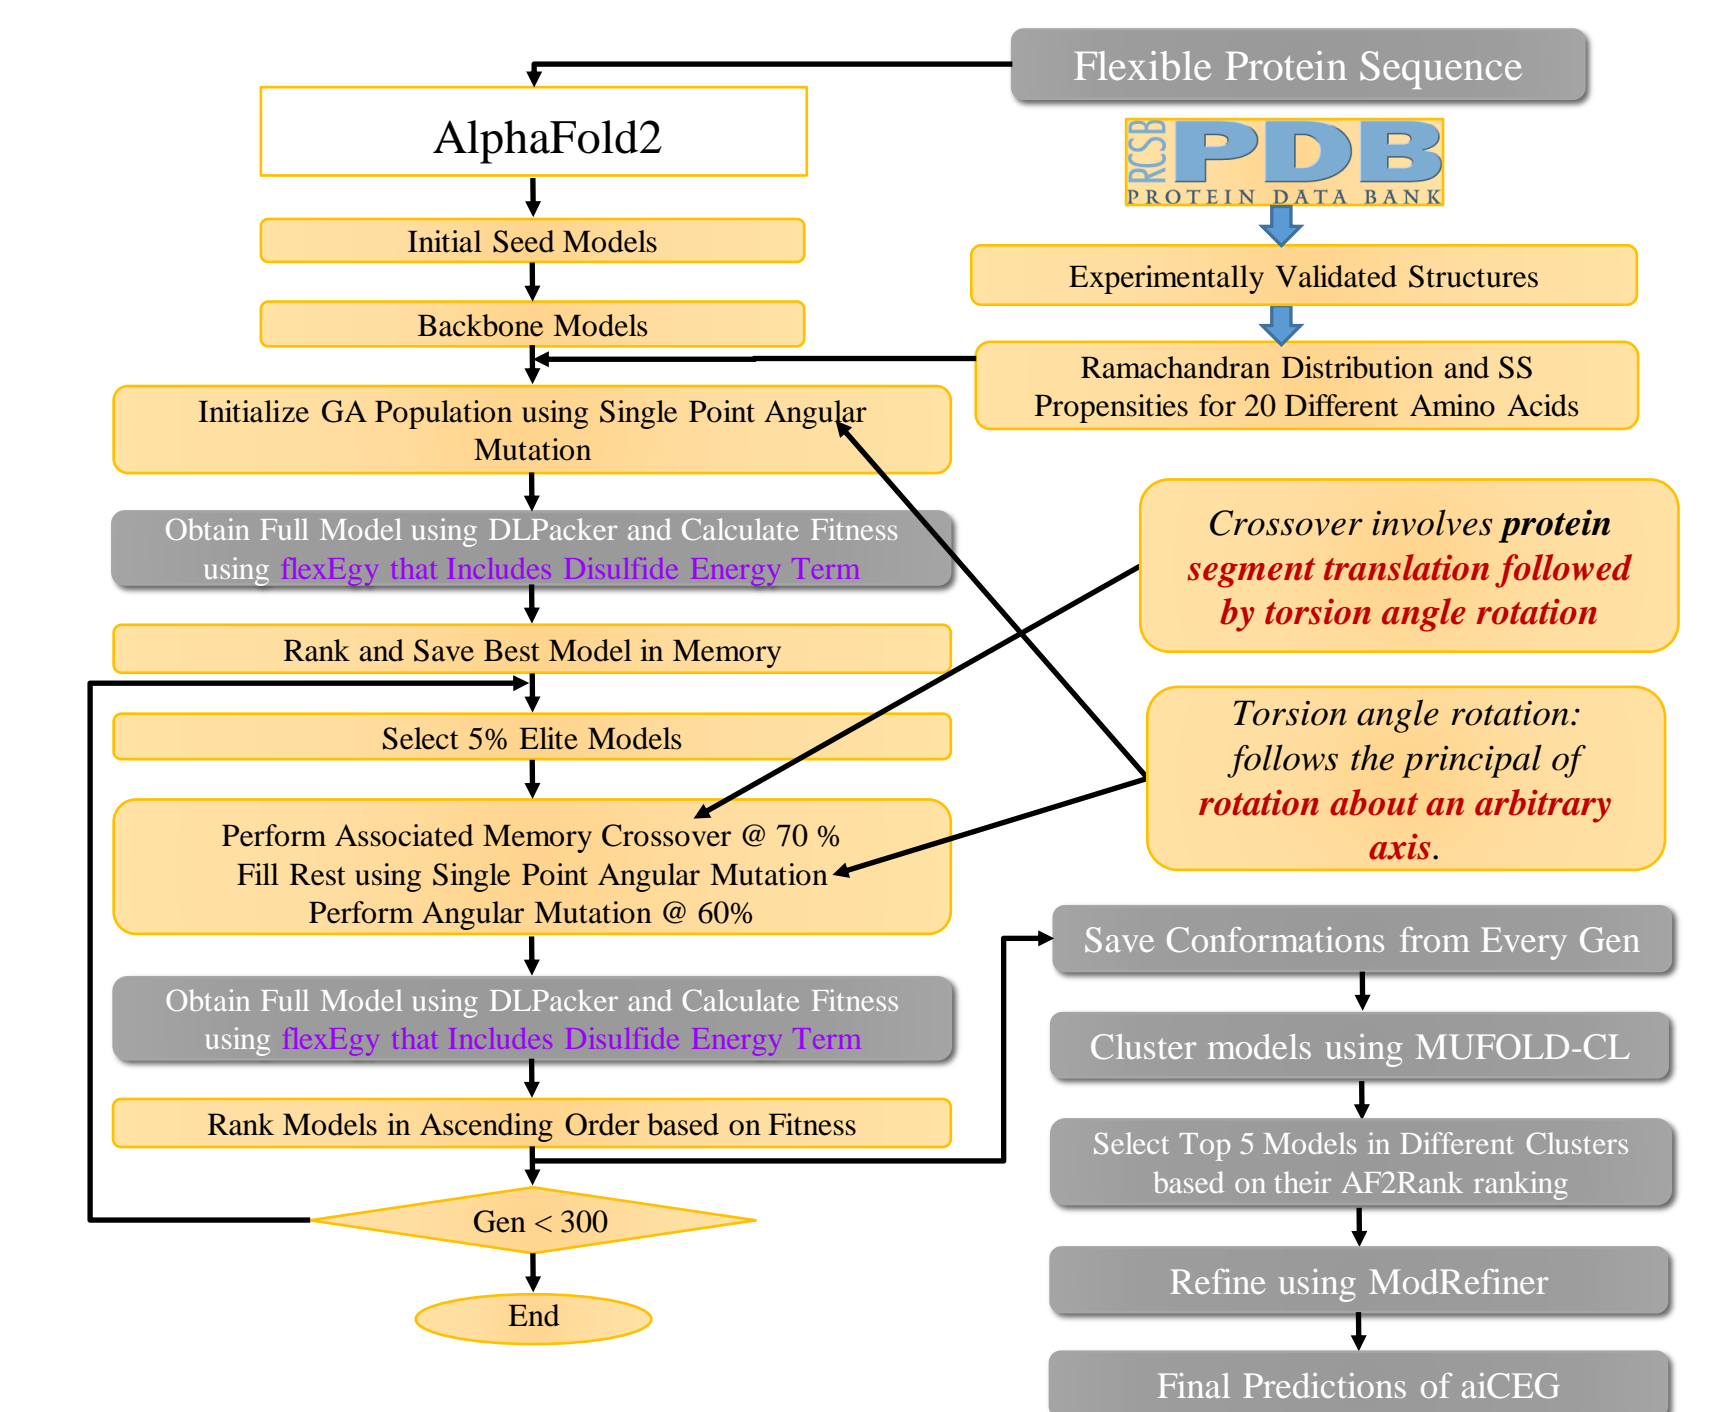 Flexible Protein Sequence
AlphaFold2
RCSB
PDB
PROTEIN DATA BANK
Initial Seed Models
Experimentally Validated Structures
Backbone Models
Ramachandran Distribution and SS
Propensities for 20 Different Amino Acids
Initialize GA Population using Single Point Angular
Mutation
Obtain Full Model using DLPacker and Calculate Fitness
using flexEgy that Includes Disulfide Energy Term
Crossover involves protein
segment translation followed
by torsion angle rotation
Rank and Save Best Model in Memory
Select 5% Elite Models
Torsion angle rotation:
follows the principal of
rotation about an arbitrary
axis.
Perform Associated Memory Crossover @ 70 %
Fill Rest using Single Point Angular Mutation
Perform Angular Mutation @ 60%
Obtain Full Model using DLPacker and Calculate Fitness
using flexEgy that Includes Disulfide Energy Term
Rank Models in Ascending Order based on Fitness
Gen < 300
End
Save Conformations from Every Gen
Cluster models using MUFOLD-CL
Select Top 5 Models in Different Clusters
based on their AF2Rank ranking
Refine using ModRefiner
Final Predictions of aiCEG